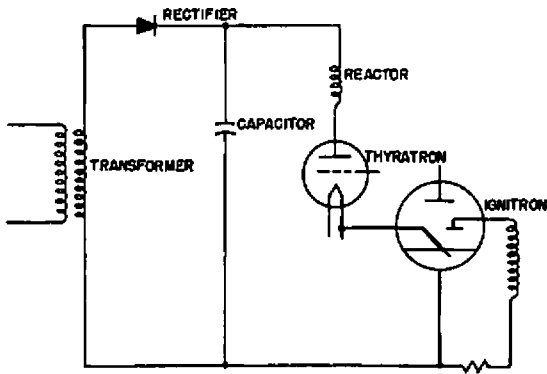 RECTIFIER
REACTOR
CAPACITOR
THYRATRON
TRANSFORMER
IGNITRON